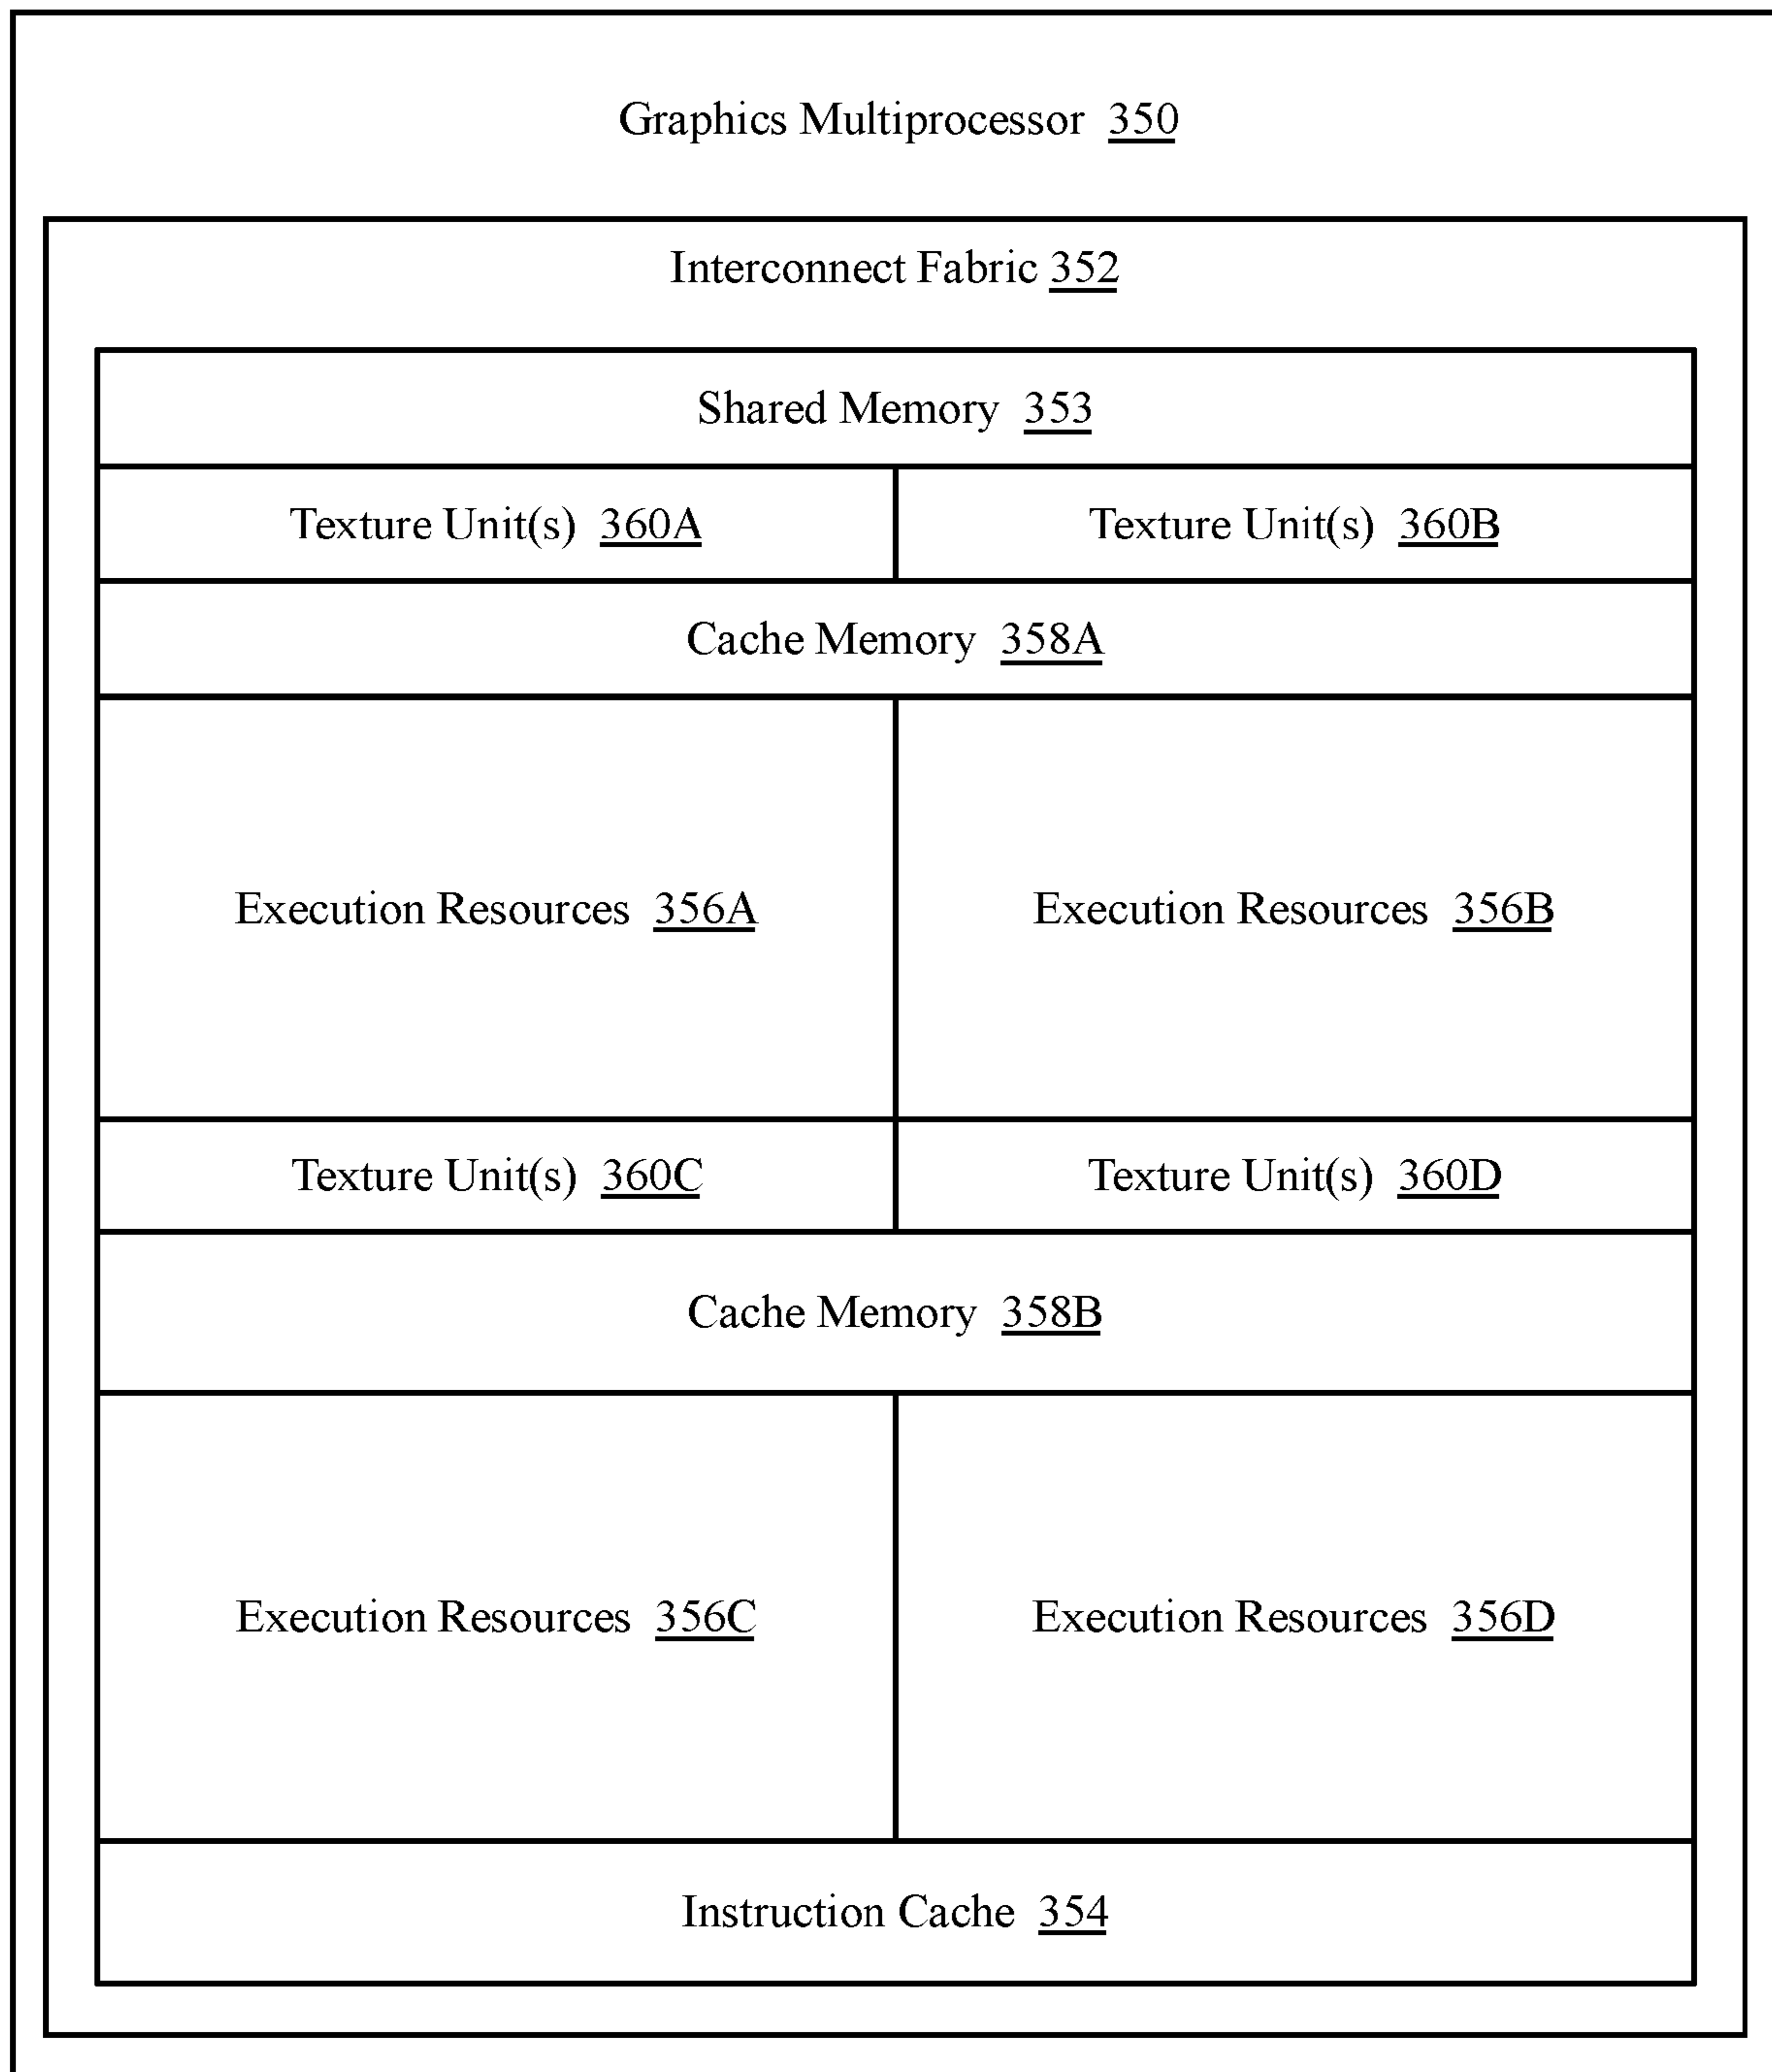 Graphics Multiprocessor 350
Interconnect Fabric 352
Shared Memory 353
Texture Unit(s) 360A
Texture Unit(s) 360B
Cache Memory 358A
Execution Resources 356A
Execution Resources 356B
Texture Unit(s) 360C
Texture Unit(s) 360D
Cache Memory 358B
Execution Resources 356C
Execution Resources 356D
Instruction Cache 354